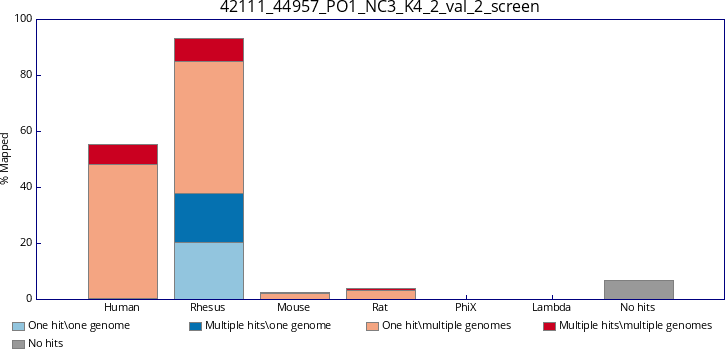 42111_44957_PO1_NC3_K4_2_val_2_screen
100
80
60
40
20
0
% Mapped
Human Rhesus Mouse Rat PhiX Lambda No hits
One hit\one genome Multiple hits\one genome One hit\multiple genomes Multiple hits\multiple genomes
No hits